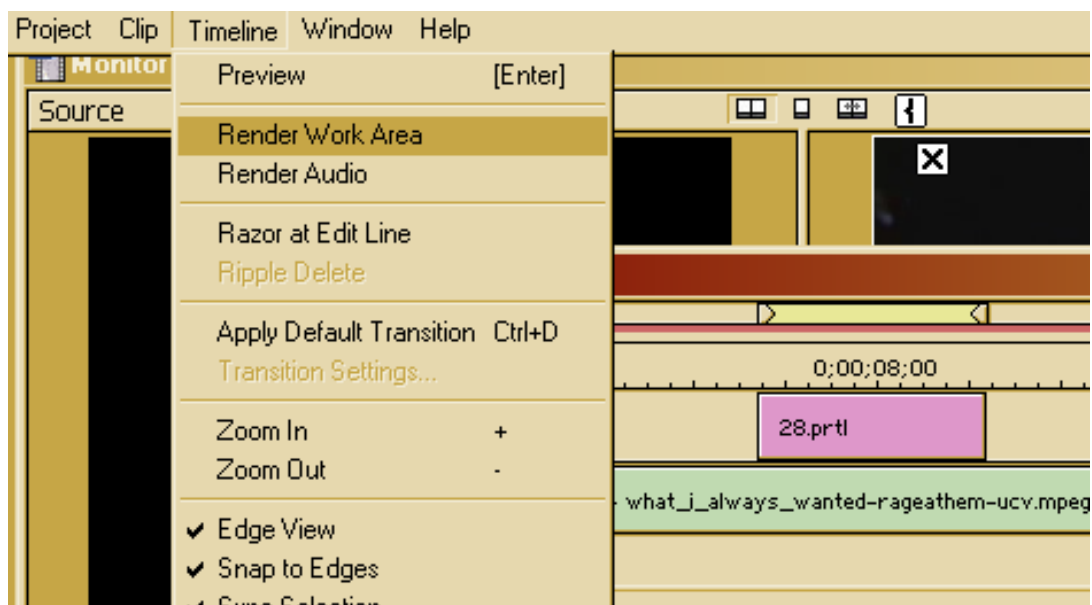 Project Clip Timeline Window Help
Monitor
Source
Preview [Enter]
Render Work Area
Render Audio
Razor at Edit Line
Ripple Delete
Apply Default Transition Ctrl+D
Transition Settings...
Zoom In +
Zoom Out -
Edge View
Snap to Edges
Sync Selection
0;00;08;00
28.prtl
what_i_always_wanted-rageathem-ucv.mpeg